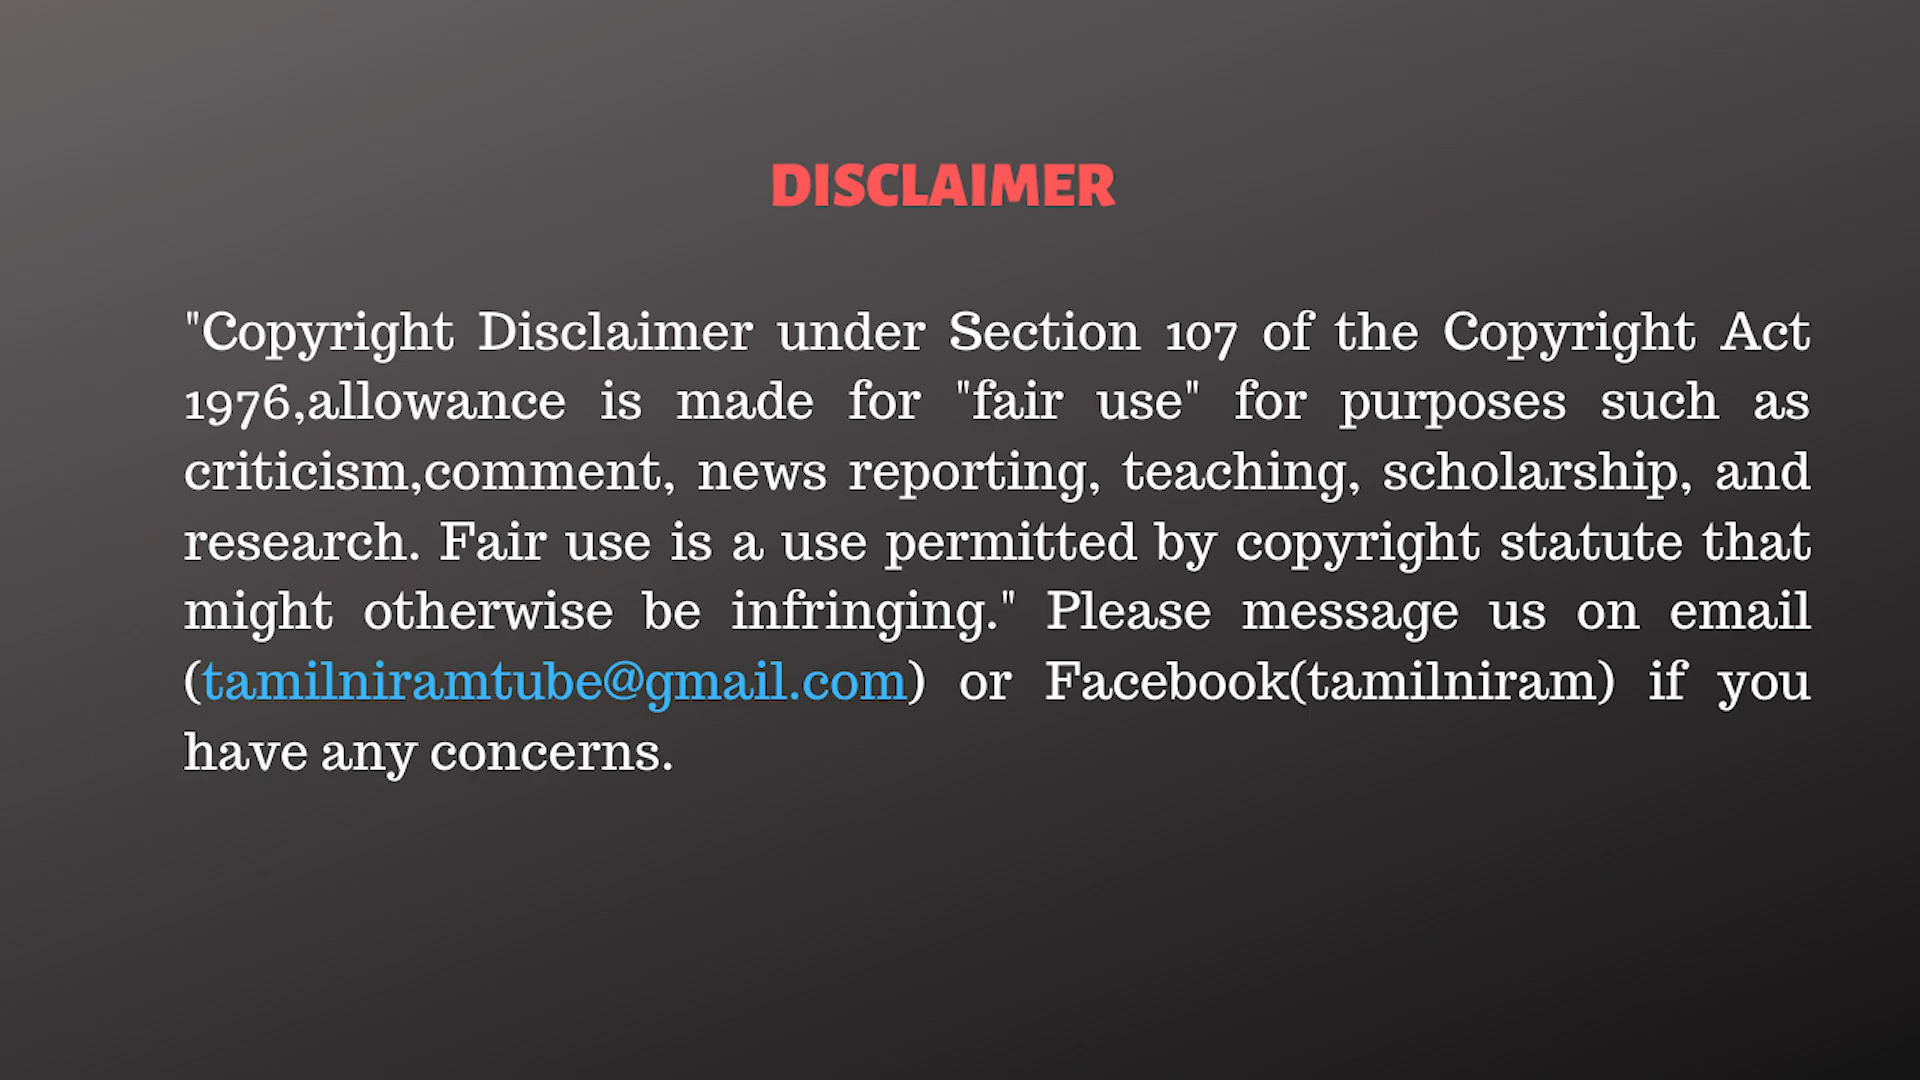 DISCLAIMER
"Copyright Disclaimer under Section 107 of the Copyright Act
1976,allowance is made for "fair use" for purposes such as
criticism,comment, news reporting, teaching, scholarship, and
research. Fair use is a use permitted by copyright statute that
might otherwise be infringing." Please message us on email
(tamilniramtube@gmail.com) or Facebook(tamilniram) if you
have any concerns.